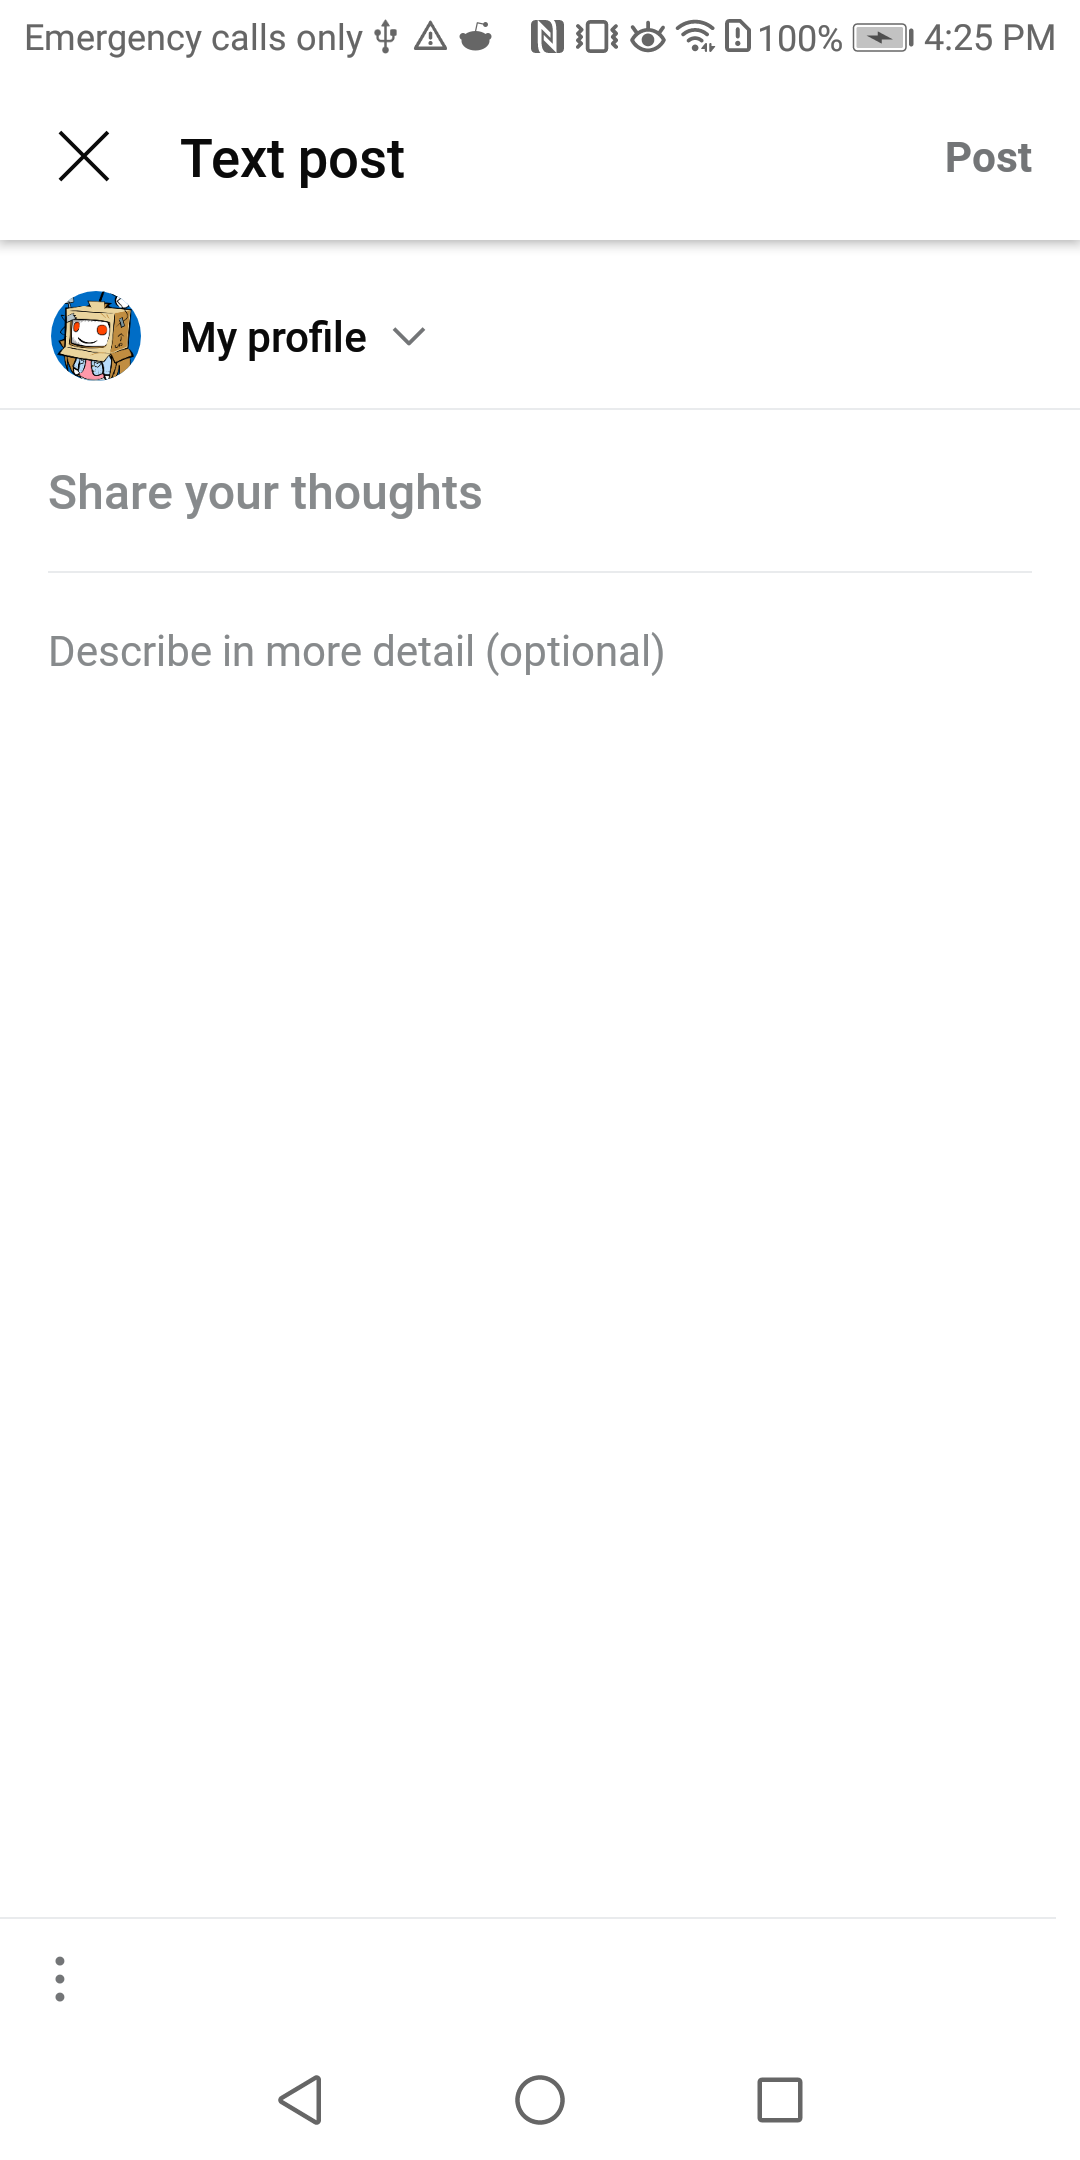 Emergency calls only 100% 4:25 PM
Text post Post
My profile
Share your thoughts
Describe in more detail (optional)